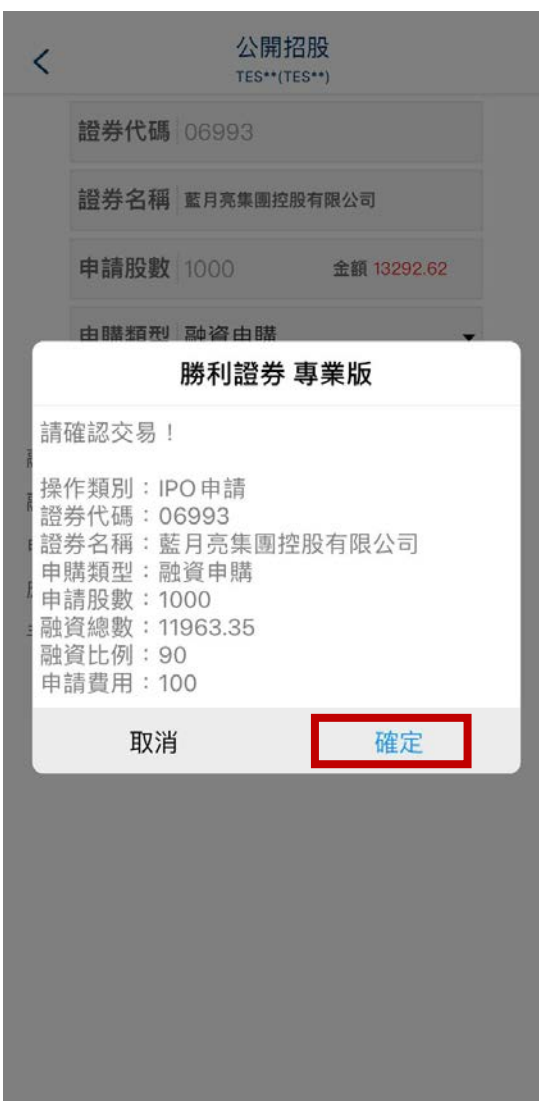 公開招股
TES**(TES**)
證券代碼 06993
證券名稱 藍月亮集團控股有限公司
申請股數 1000 金額 13292.62
申購類型 融資申購
勝利證券 專業版
請確認交易！
操作類別：IPO申請
證券代碼：06993
證券名稱：藍月亮集團控股有限公司
申購類型：融資申購
申請股數：1000
融資總數：11963.35
融資比例：90
申請費用：100
取消 確定